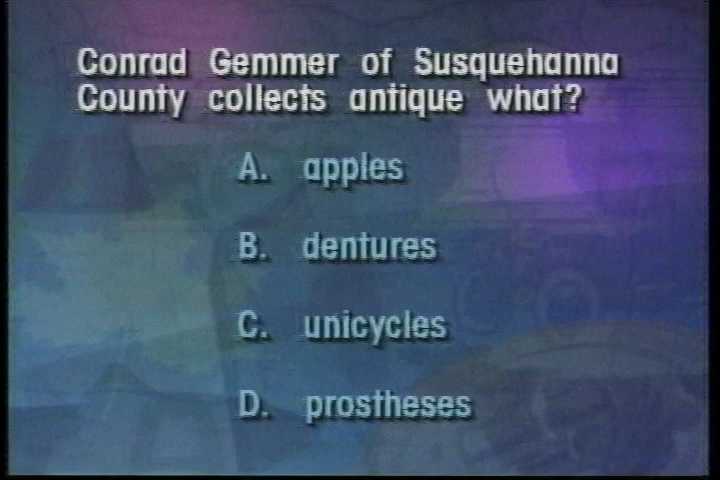 Conrad Gemmer of Susquehanna
County collects antique what?
A. apples
B. dentures
C. unicycles
D. prostheses